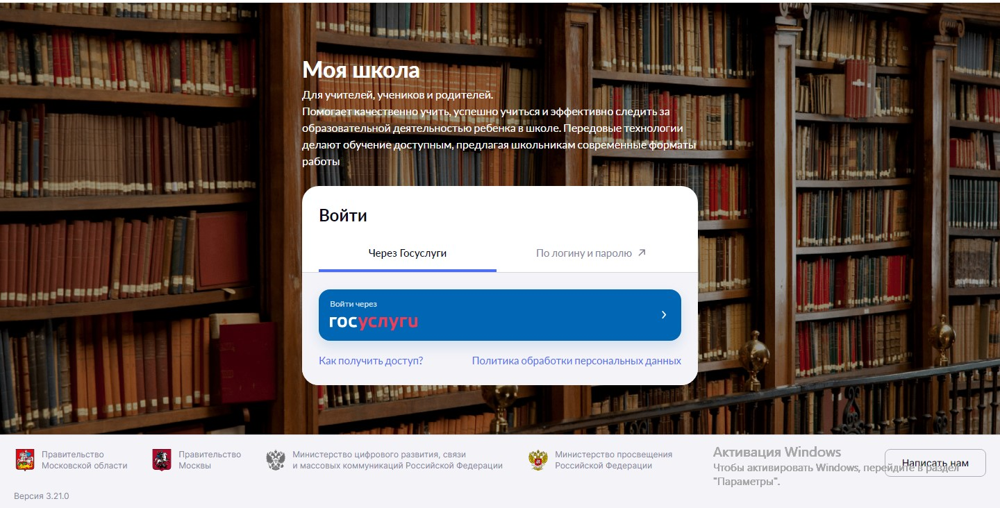 Моя школа
Для учителей, учеников и родителей.
Помогает качественно учить, успешно учиться и эффективно следить за
образовательной деятельностью ребенка в школе. Передовые технологии
делают обучение доступным, предлагая школьникам современные форматы
работы
Войти
Через Госуслуги
По логину и паролю
Войти через
госуслуги
Как получить доступ?
Политика обработки персональных данных
Правительство
Московской области
Правительство
Москвы
Министерство цифрового развития, связи
и массовых коммуникаций Российской Федерации
Министерство просвещения
Российской Федерации
Активация Windows
Чтобы активировать Windows, перейдите в раздел
"Параметры".
Написать нам
Версия 3.21.0